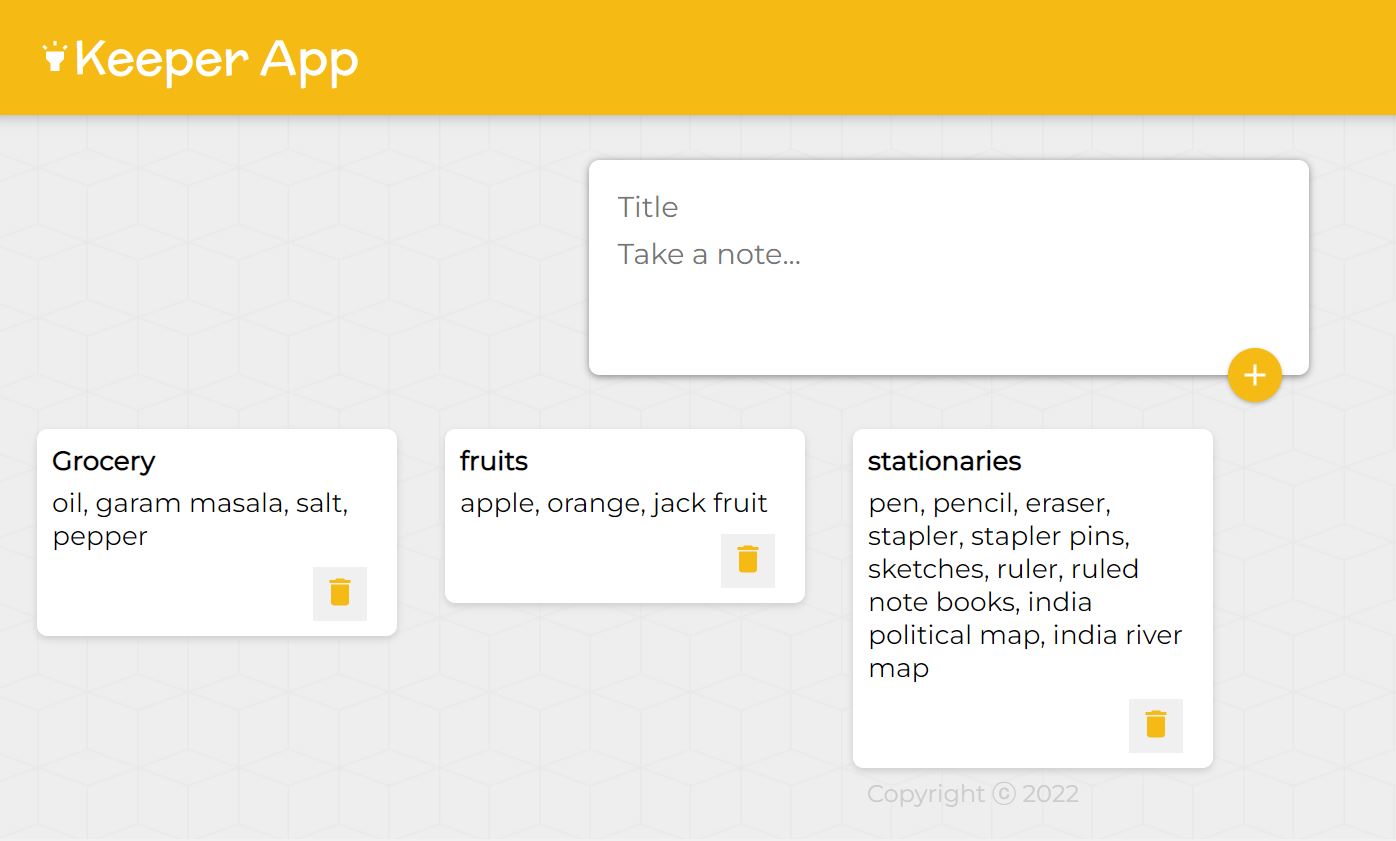 Keeper App
Title
Take a note...
Grocery
oil, garam masala, salt,
pepper
fruits
apple, orange, jack fruit
stationaries
pen, pencil, eraser,
stapler, stapler pins,
sketches, ruler, ruled
note books, india
political map, india river
map
Copyright ⓒ 2022